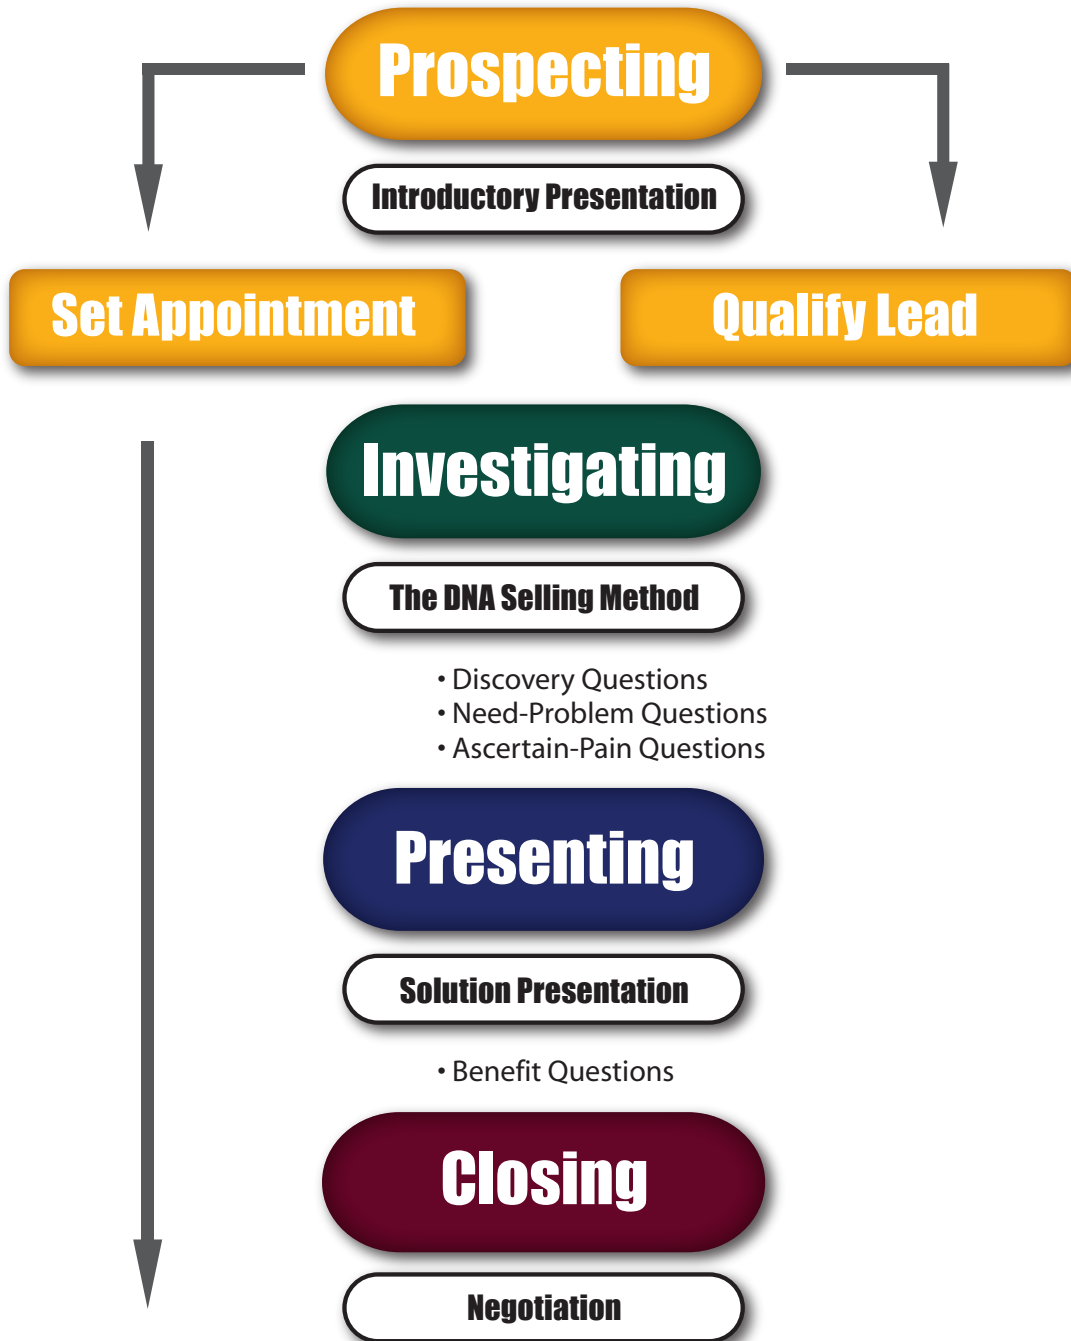 Prospecting
Introductory Presentation
Set Appointment
Qualify Lead
Investigating
The DNA Selling Method
• Discovery Questions
• Need-Problem Questions
• Ascertain-Pain Questions
Presenting
Solution Presentation
• Benefit Questions
Closing
Negotiation